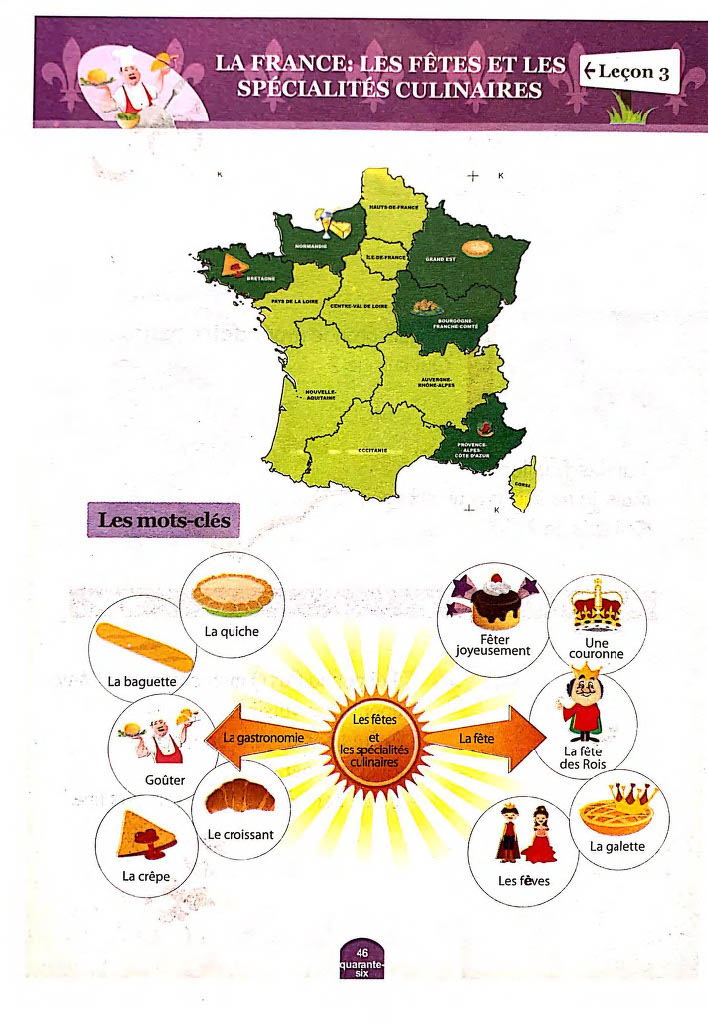 LA FRANCE: LES FÊTES ET LES
SPÉCIALITÉS CULINAIRES
←Leçon 3
K
K
HAUTS-DE-FRANCE
NORMANDIE
ÎLE-DE-FRANCE
GRAND EST
BRETAGNE
PAYS DE LA LOIRE
CENTRE-VAL DE LOIRE
BOURGOGNE-
FRANCHE-COMTÉ
NOUVELLE-
AQUITAINE
AUVERGNE-
RHÔNE-ALPES
OCCITANIE
PROVENCE-
ALPES-
CÔTE D'AZUR
CORSE
K
Les mots-clés
La quiche
La baguette
Goûter
Le croissant
La crêpe
La gastronomie
Les fêtes
et
les spécialités
culinaires
La fête
Fêter
joyeusement
Une
couronne
La fête
des Rois
La galette
Les fèves
46
quarante-
six